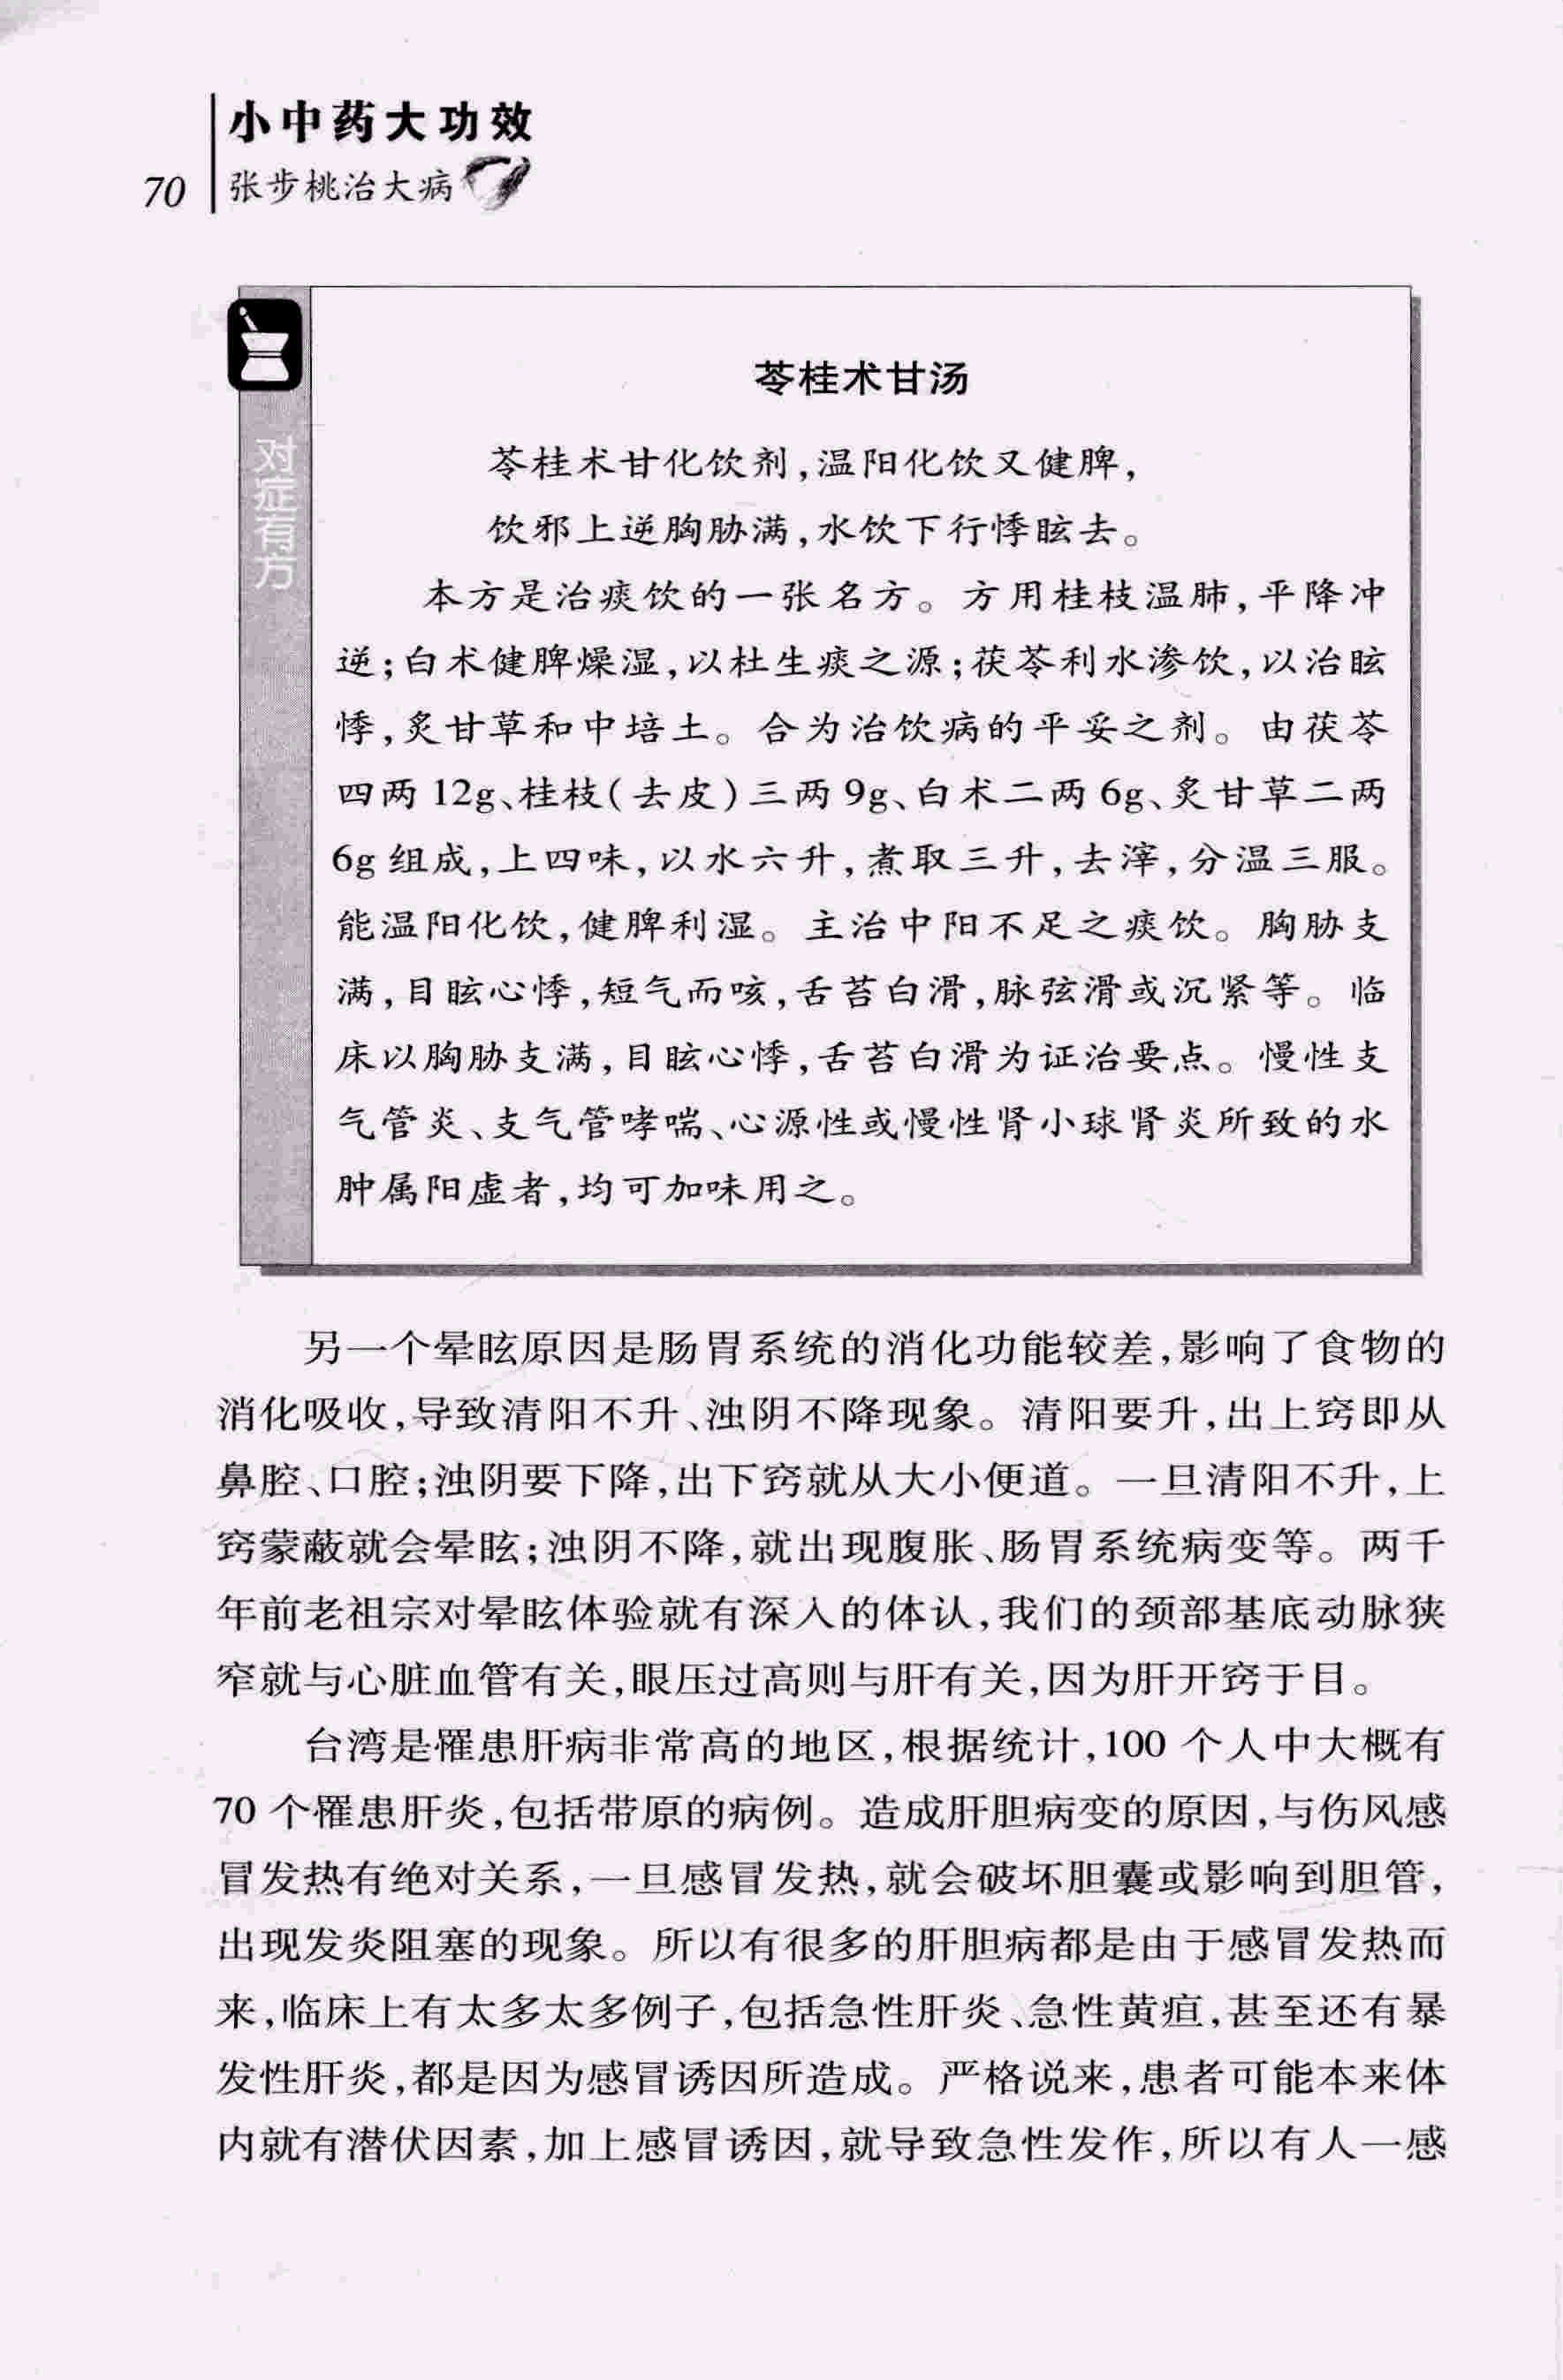 小中药大功效
70
张步桃治大病
对症有方
苓桂术甘汤
苓桂术甘化饮剂,温阳化饮又健脾,
饮邪上逆胸胁满,水饮下行悸眩去。
本方是治痰饮的一张名方。方用桂枝温肺,平降冲
逆;白术健脾燥湿,以杜生痰之源;茯苓利水渗饮,以治眩
悸,炙甘草和中培土。合为治饮病的平妥之剂。由茯苓
四两 12g、桂枝(去皮)三两 9g、白术二两 6g、炙甘草二两
6g 组成,上四味,以水六升,煮取三升,去滓,分温三服。
能温阳化饮,健脾利湿。主治中阳不足之痰饮。胸胁支
满,目眩心悸,短气而咳,舌苔白滑,脉弦滑或沉紧等。临
床以胸胁支满,目眩心悸,舌苔白滑为证治要点。慢性支
气管炎、支气管哮喘、心源性或慢性肾小球肾炎所致的水
肿属阳虚者,均可加味用之。
另一个晕眩原因是肠胃系统的消化功能较差,影响了食物的
消化吸收,导致清阳不升、浊阴不降现象。清阳要升,出上窍即从
鼻腔、口腔;浊阴要下降,出下窍就从大小便道。一旦清阳不升,上
窍蒙蔽就会晕眩;浊阴不降,就出现腹胀、肠胃系统病变等。两千
年前老祖宗对晕眩体验就有深入的体认,我们的颈部基底动脉狭
窄就与心脏血管有关,眼压过高则与肝有关,因为肝开窍于目。
台湾是罹患肝病非常高的地区,根据统计,100 个人中大概有
70 个罹患肝炎,包括带原的病例。造成肝胆病变的原因,与伤风感
冒发热有绝对关系,一旦感冒发热,就会破坏胆囊或影响到胆管,
出现发炎阻塞的现象。所以有很多的肝胆病都是由于感冒发热而
来,临床上有太多太多例子,包括急性肝炎、急性黄疸,甚至还有暴
发性肝炎,都是因为感冒诱因所造成。严格说来,患者可能本来体
内就有潜伏因素,加上感冒诱因,就导致急性发作,所以有人一感